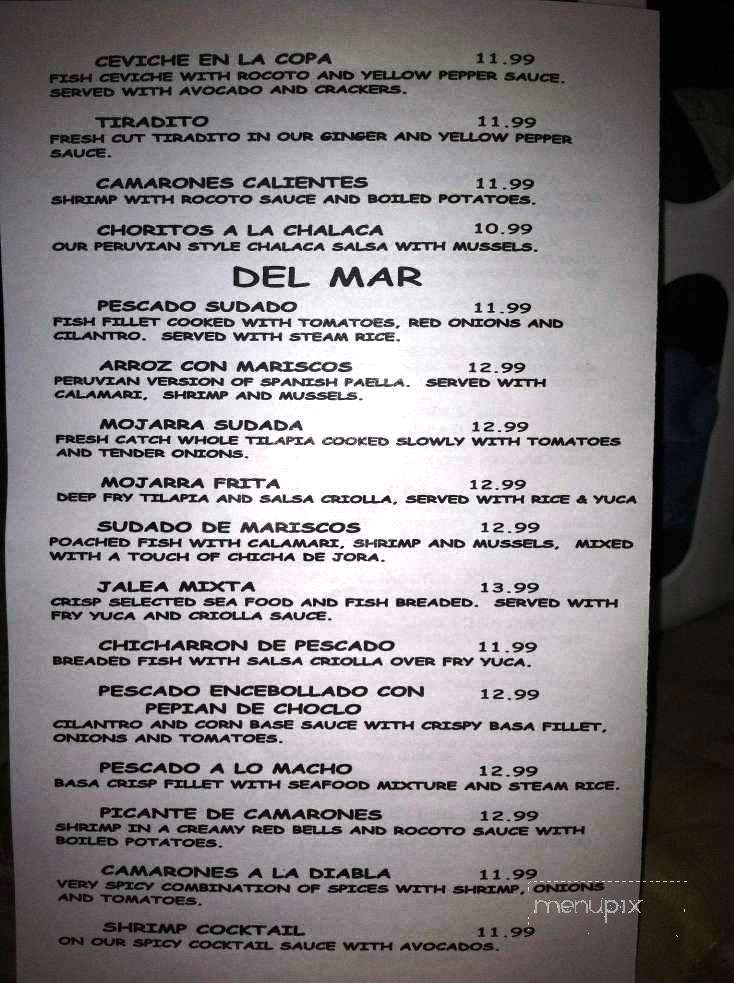 CEVICHE EN LA COPA 11.99
FISH CEVICHE WITH ROCOTO AND YELLOW PEPPER SAUCE.
SERVED WITH AVOCADO AND CRACKERS.
TIRADITO 11.99
FRESH CUT TIRADITO IN OUR GINGER AND YELLOW PEPPER
SAUCE.
CAMARONES CALIENTES 11.99
SHRIMP WITH ROCOTO SAUCE AND BOILED POTATOES.
CHORITOS A LA CHALACA 10.99
OUR PERUVIAN STYLE CHALACA SALSA WITH MUSSELS.
DEL MAR
PESCADO SUDADO 11.99
FISH FILLET COOKED WITH TOMATOES, RED ONIONS AND
CILANTRO. SERVED WITH STEAM RICE.
ARROZ CON MARISCOS 12.99
PERUVIAN VERSION OF SPANISH PAELLA. SERVED WITH
CALAMARI, SHRIMP AND MUSSELS.
MOJARRA SUDADA 12.99
FRESH CATCH WHOLE TILAPIA COOKED SLOWLY WITH TOMATOES
AND TENDER ONIONS.
MOJARRA FRITA 12.99
DEEP FRY TILAPIA AND SALSA CRIOLLA, SERVED WITH RICE & YUCA
SUDADO DE MARISCOS 12.99
POACHED FISH WITH CALAMARI, SHRIMP AND MUSSELS, MIXED
WITH A TOUCH OF CHICHA DE JORA.
JALEA MIXTA 13.99
CRISP SELECTED SEA FOOD AND FISH BREADED. SERVED WITH
FRY YUCA AND CRIOLLA SAUCE.
CHICHARRON DE PESCADO 11.99
BREADED FISH WITH SALSA CRIOLLA OVER FRY YUCA.
PESCADO ENCEBOLLADO CON 12.99
PEPIAN DE CHOCLO
CILANTRO AND CORN BASE SAUCE WITH CRISPY BASA FILLET,
ONIONS AND TOMATOES.
PESCADO A LO MACHO 12.99
BASA CRISP FILLET WITH SEAFOOD MIXTURE AND STEAM RICE.
PICANTE DE CAMARONES 12.99
SHRIMP IN A CREAMY RED BELLS AND ROCOTO SAUCE WITH
BOILED POTATOES.
CAMARONES A LA DIABLA 11.99
VERY SPICY COMBINATION OF SPICES WITH SHRIMP, ONIONS
AND TOMATOES.
menupix
SHRIMP COCKTAIL 11.99
ON OUR SPICY COCKTAIL SAUCE WITH AVOCADOS.